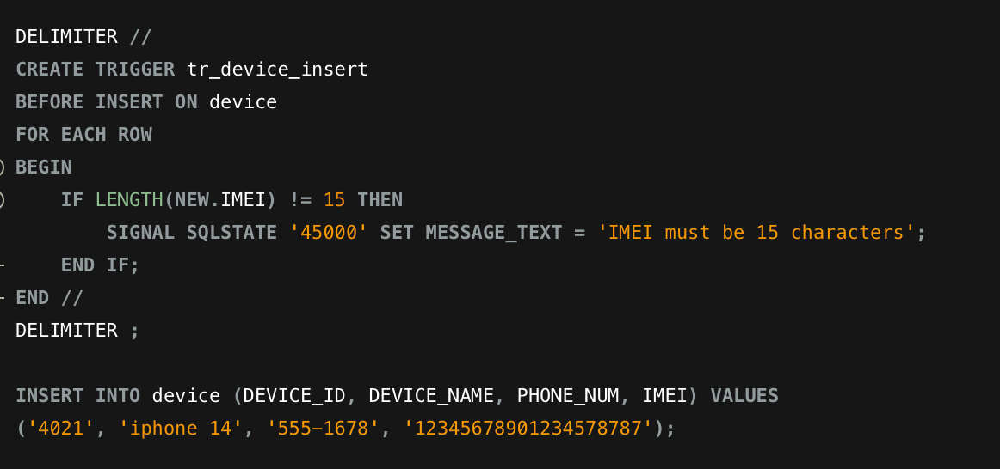 DELIMITER //
CREATE TRIGGER tr_device_insert
BEFORE INSERT ON device
FOR EACH ROW
BEGIN
    IF LENGTH(NEW.IMEI) != 15 THEN
        SIGNAL SQLSTATE '45000' SET MESSAGE_TEXT = 'IMEI must be 15 characters';
    END IF;
END //
DELIMITER ;

INSERT INTO device (DEVICE_ID, DEVICE_NAME, PHONE_NUM, IMEI) VALUES
('4021', 'iphone 14', '555-1678', '12345678901234578787');